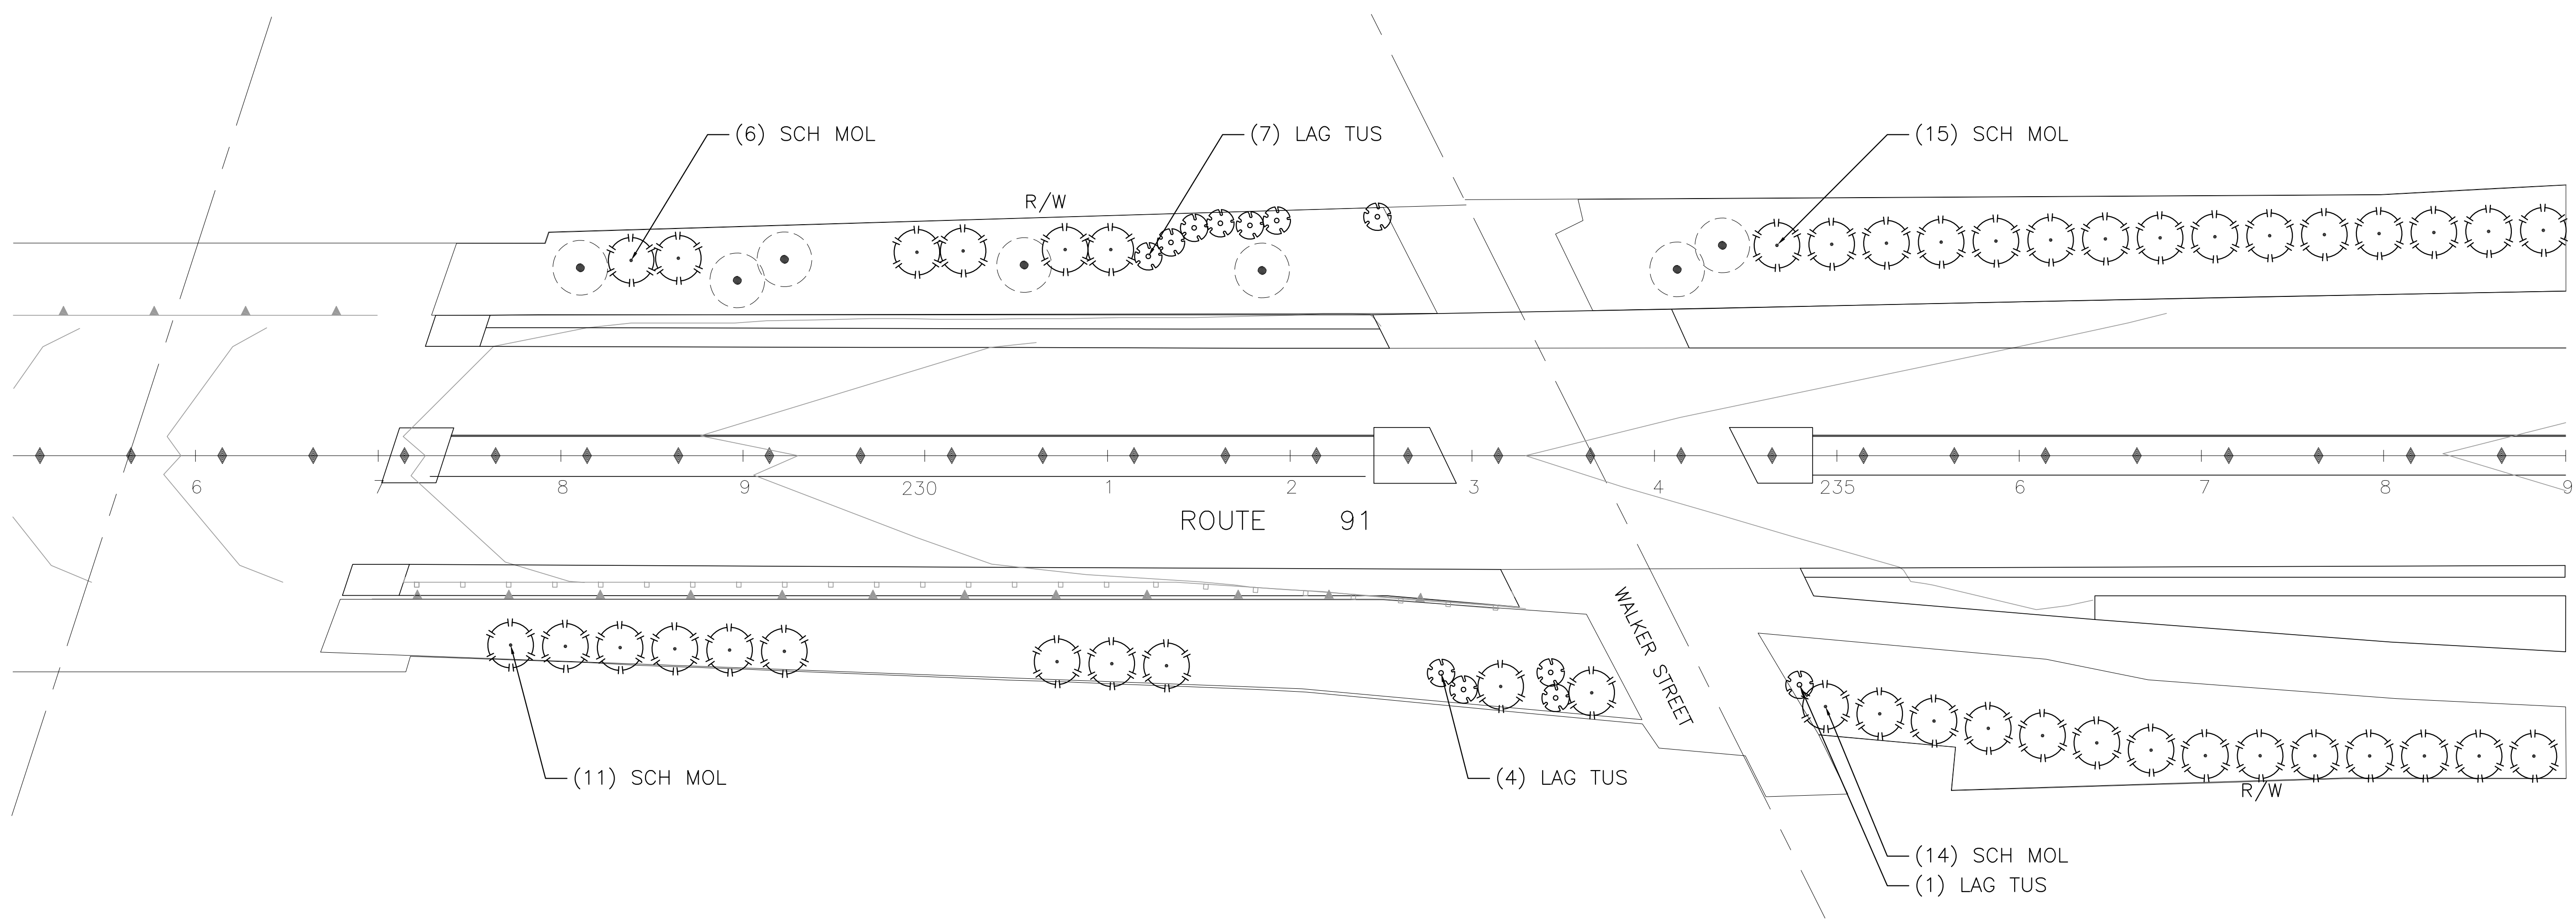 (6) SCH MOL
(7) LAG TUS
(15) SCH MOL
R/W
6
7
8
9
230
1
2
3
4
235
6
7
8
9
ROUTE 91
WALKER STREET
(11) SCH MOL
(4) LAG TUS
R/W
(14) SCH MOL
(1) LAG TUS